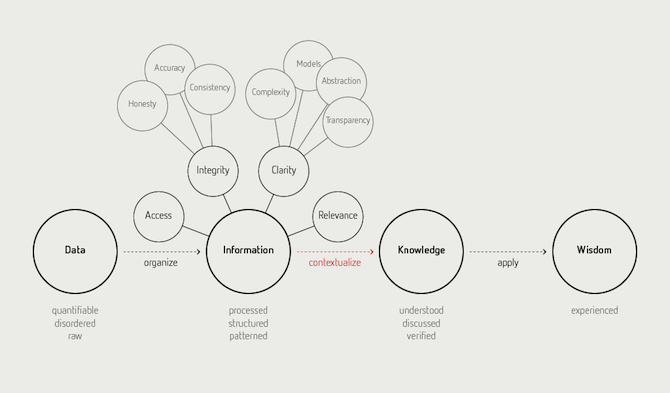 Models
Accuracy
Abstraction
Consistency
Complexity
Honesty
Transparency
Integrity
Clarity
Access
Relevance
Data
Information
Knowledge
Wisdom
organize
contextualize
apply
quantifiable
disordered
raw
processed
structured
patterned
understood
discussed
verified
experienced